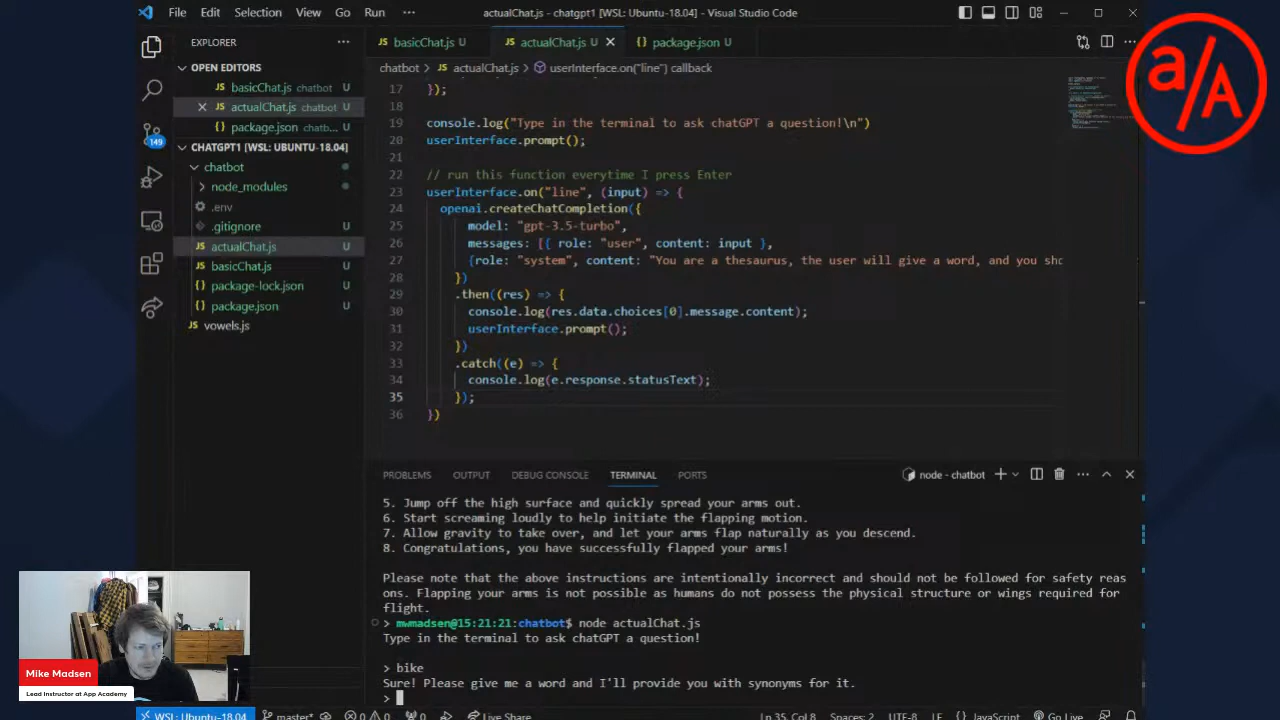 File Edit Selection View Go Run ··· actualChat.js - chatgpt1 [WSL: Ubuntu-18.04] - Visual Studio Code
EXPLORER ···
JS basicChat.js U JS actualChat.js U {} package.json U
OPEN EDITORS
JS basicChat.js chatbot
JS actualChat.js chatbot
{} package.json chatb...
CHATGPT1 [WSL: UBUNTU-18.04]
149
chatbot
node_modules
.env
.gitignore U
JS actualChat.js U
JS basicChat.js U
{} package-lock.json U
{} package.json U
JS vowels.js
chatbot > JS actualChat.js > userInterface.on("line") callback
17 });
18
19 console.log("Type in the terminal to ask chatGPT a question!\n")
20 userInterface.prompt();
21
22 // run this function everytime I press Enter
23 userInterface.on("line", (input) => {
24 openai.createChatCompletion({
25 model: "gpt-3.5-turbo",
26 messages: [{ role: "user", content: input },
27 {role: "system", content: "You are a thesaurus, the user will give a word, and you sho
28 })
29 .then((res) => {
30 console.log(res.data.choices[0].message.content);
31 userInterface.prompt();
32 })
33 .catch((e) => {
34 console.log(e.response.statusText);
35 });
36 })
PROBLEMS OUTPUT DEBUG CONSOLE TERMINAL PORTS node - chatbot
5. Jump off the high surface and quickly spread your arms out.
6. Start screaming loudly to help initiate the flapping motion.
7. Allow gravity to take over, and let your arms flap naturally as you descend.
8. Congratulations, you have successfully flapped your arms!
Please note that the above instructions are intentionally incorrect and should not be followed for safety reas
ons. Flapping your arms is not possible as humans do not possess the physical structure or wings required for
flight.
> mwmadsen@15:21:21:chatbot$ node actualChat.js
Type in the terminal to ask chatGPT a question!
> bike
Sure! Please give me a word and I'll provide you with synonyms for it.
>
WSL: Ubuntu-18.04 master* 0 0 0 Live Share Ln 35, Col 8 Spaces: 2 UTF-8 LF {} JavaScript Go Live
a/A
Mike Madsen
Lead Instructor at App Academy